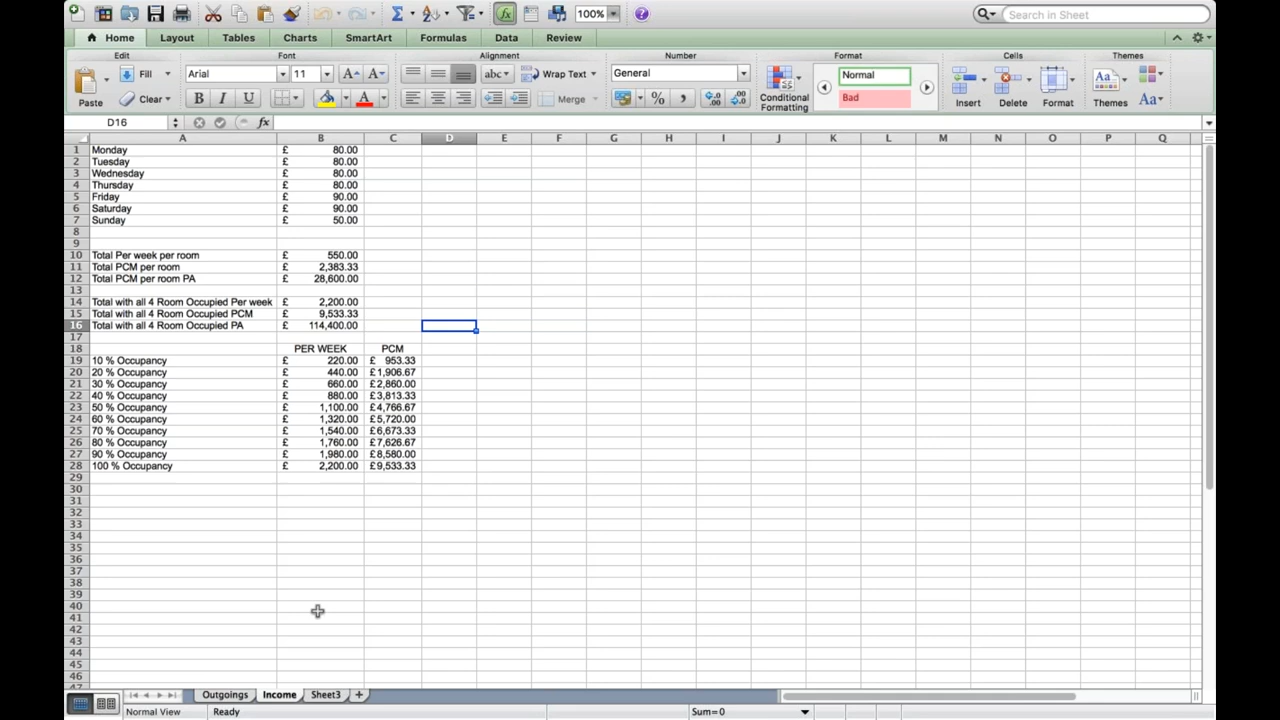 100%
Search in Sheet
Home Layout Tables Charts SmartArt Formulas Data Review
Edit Font Alignment Number Format Cells Themes
Paste Fill Arial 11 abc Wrap Text General Conditional Formatting Normal Insert Delete Format Themes Aa
Clear B I U A Merge % Bad
D16 fx
A B C D E F G H I J K L M N O P Q
1 Monday £ 80.00
2 Tuesday £ 80.00
3 Wednesday £ 80.00
4 Thursday £ 80.00
5 Friday £ 90.00
6 Saturday £ 90.00
7 Sunday £ 50.00
8
9
10 Total Per week per room £ 550.00
11 Total PCM per room £ 2,383.33
12 Total PCM per room PA £ 28,600.00
13
14 Total with all 4 Room Occupied Per week £ 2,200.00
15 Total with all 4 Room Occupied PCM £ 9,533.33
16 Total with all 4 Room Occupied PA £ 114,400.00
17
18 PER WEEK PCM
19 10 % Occupancy £ 220.00 £ 953.33
20 20 % Occupancy £ 440.00 £1,906.67
21 30 % Occupancy £ 660.00 £2,860.00
22 40 % Occupancy £ 880.00 £3,813.33
23 50 % Occupancy £ 1,100.00 £4,766.67
24 60 % Occupancy £ 1,320.00 £5,720.00
25 70 % Occupancy £ 1,540.00 £6,673.33
26 80 % Occupancy £ 1,760.00 £7,626.67
27 90 % Occupancy £ 1,980.00 £8,580.00
28 100 % Occupancy £ 2,200.00 £9,533.33
29
30
31
32
33
34
35
36
37
38
39
40
41
42
43
44
45
46
47
Outgoings Income Sheet3 +
Normal View Ready Sum=0